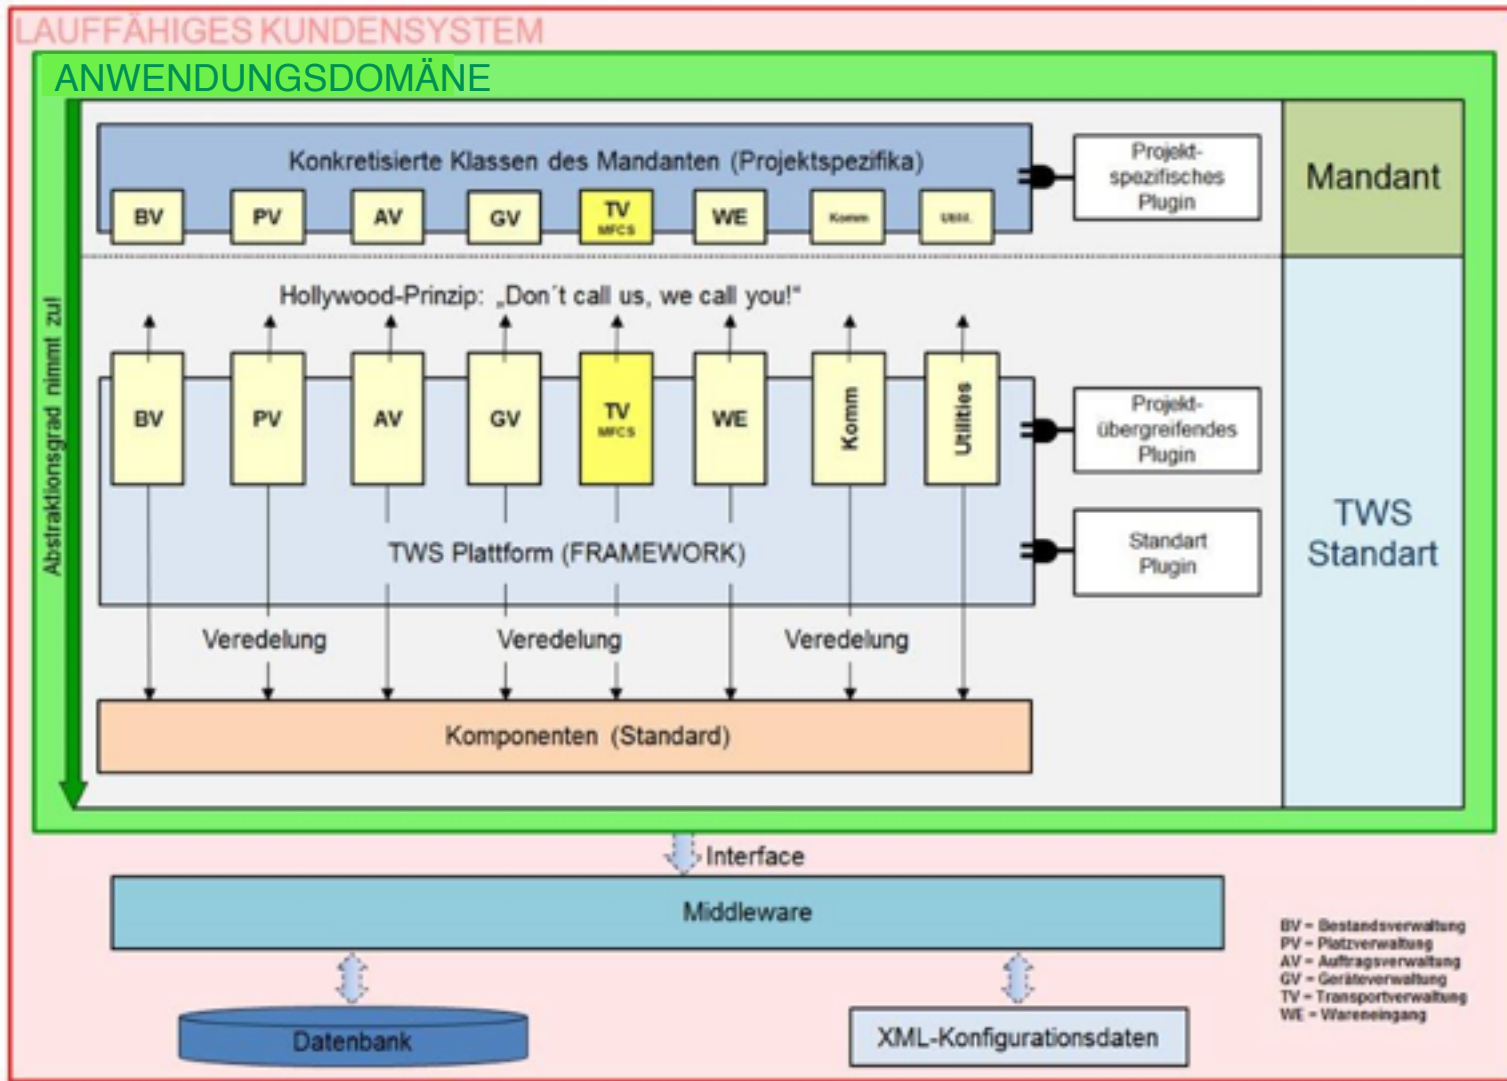 LAUFFÄHIGES KUNDENSYSTEM
ANWENDUNGSDOMÄNE
Abstraktionsgrad nimmt zu!
Konkretisierte Klassen des Mandanten (Projektspezifika)
BV
PV
AV
GV
TV
MFCS
WE
Komm
Utilit.
Projekt-
spezifisches
Plugin
Mandant
Hollywood-Prinzip: „Don´t call us, we call you!“
BV
PV
AV
GV
TV
MFCS
WE
Komm
Utilities
Projekt-
übergreifendes
Plugin
TWS Plattform (FRAMEWORK)
Standart
Plugin
TWS
Standart
Veredelung
Veredelung
Veredelung
Komponenten (Standard)
Interface
Middleware
Datenbank
XML-Konfigurationsdaten
BV = Bestandsverwaltung
PV = Platzverwaltung
AV = Auftragsverwaltung
GV = Geräteverwaltung
TV = Transportverwaltung
WE = Wareneingang